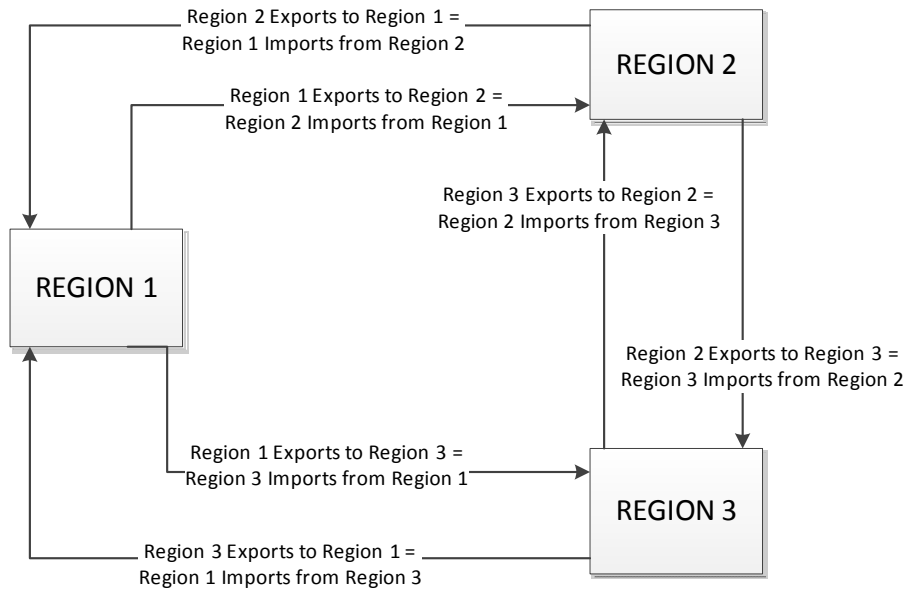 Region 2 Exports to Region 1 =
Region 1 Imports from Region 2
REGION 2
Region 1 Exports to Region 2 =
Region 2 Imports from Region 1
Region 3 Exports to Region 2 =
Region 2 Imports from Region 3
REGION 1
Region 2 Exports to Region 3 =
Region 3 Imports from Region 2
Region 1 Exports to Region 3 =
Region 3 Imports from Region 1
REGION 3
Region 3 Exports to Region 1 =
Region 1 Imports from Region 3